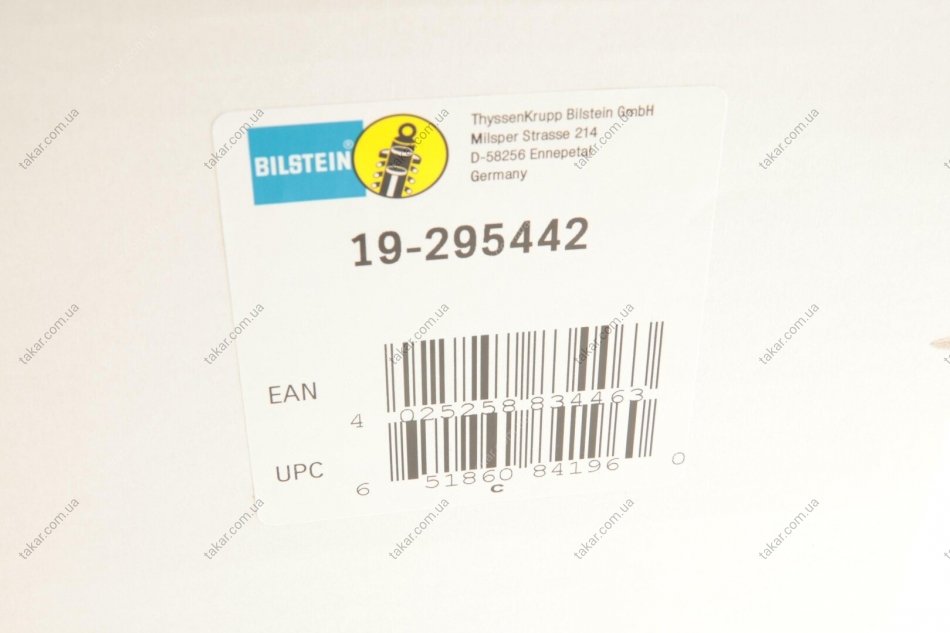 BILSTEIN®
ThyssenKrupp Bilstein GmbH
Milsper Strasse 214
D-58256 Ennepetal
Germany
19-295442
EAN
4 025258 834463
UPC
6 51860 84196 0
C
takar.com.ua